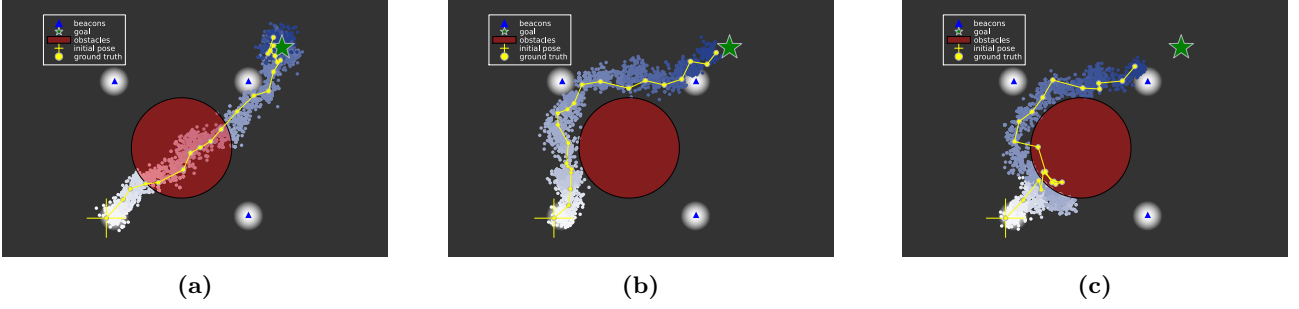 beacons
goal
obstacles
initial pose
ground truth
beacons
goal
obstacles
initial pose
ground truth
beacons
goal
obstacles
initial pose
ground truth
(a)
(b)
(c)